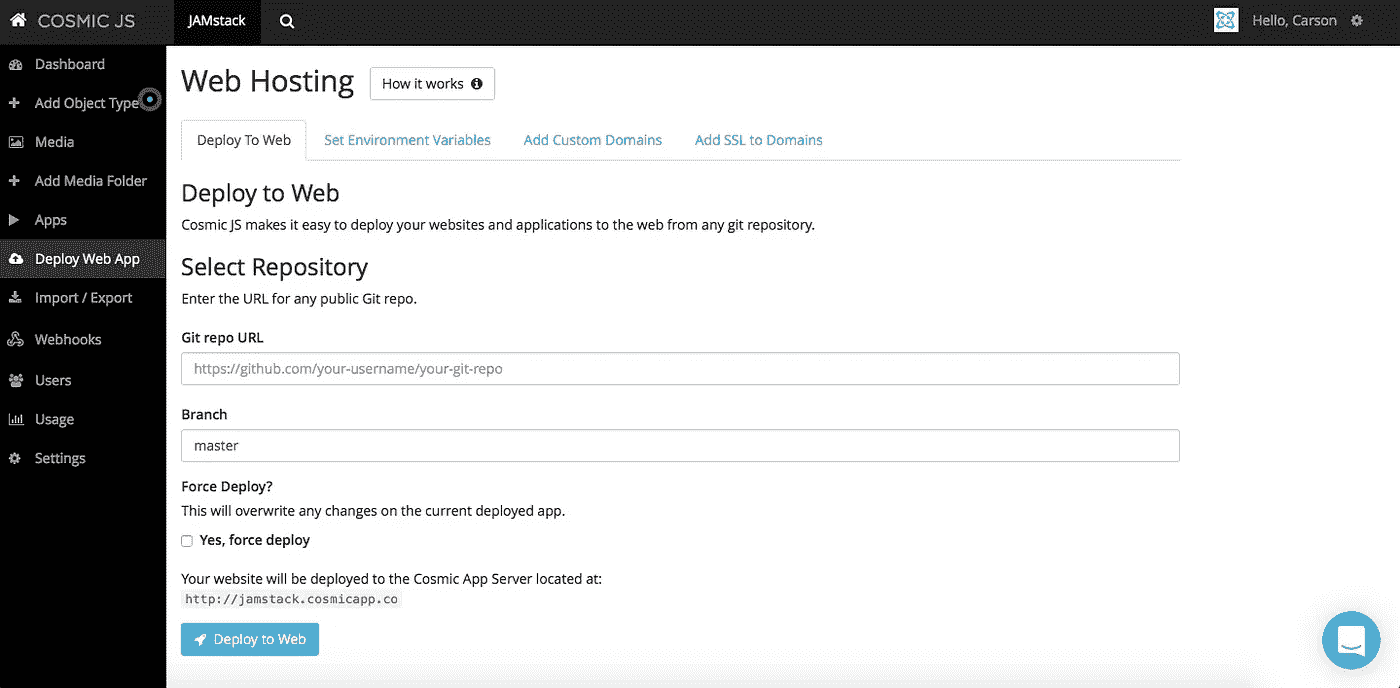 COSMIC JS
JAMstack
Hello, Carson
Dashboard
Add Object Type
Media
Add Media Folder
Apps
Deploy Web App
Import / Export
Webhooks
Users
Usage
Settings
Web Hosting
How it works
Deploy To Web
Set Environment Variables
Add Custom Domains
Add SSL to Domains
Deploy to Web
Cosmic JS makes it easy to deploy your websites and applications to the web from any git repository.
Select Repository
Enter the URL for any public Git repo.
Git repo URL
https://github.com/your-username/your-git-repo
Branch
master
Force Deploy?
This will overwrite any changes on the current deployed app.
Yes, force deploy
Your website will be deployed to the Cosmic App Server located at:
http://jamstack.cosmicapp.co
Deploy to Web